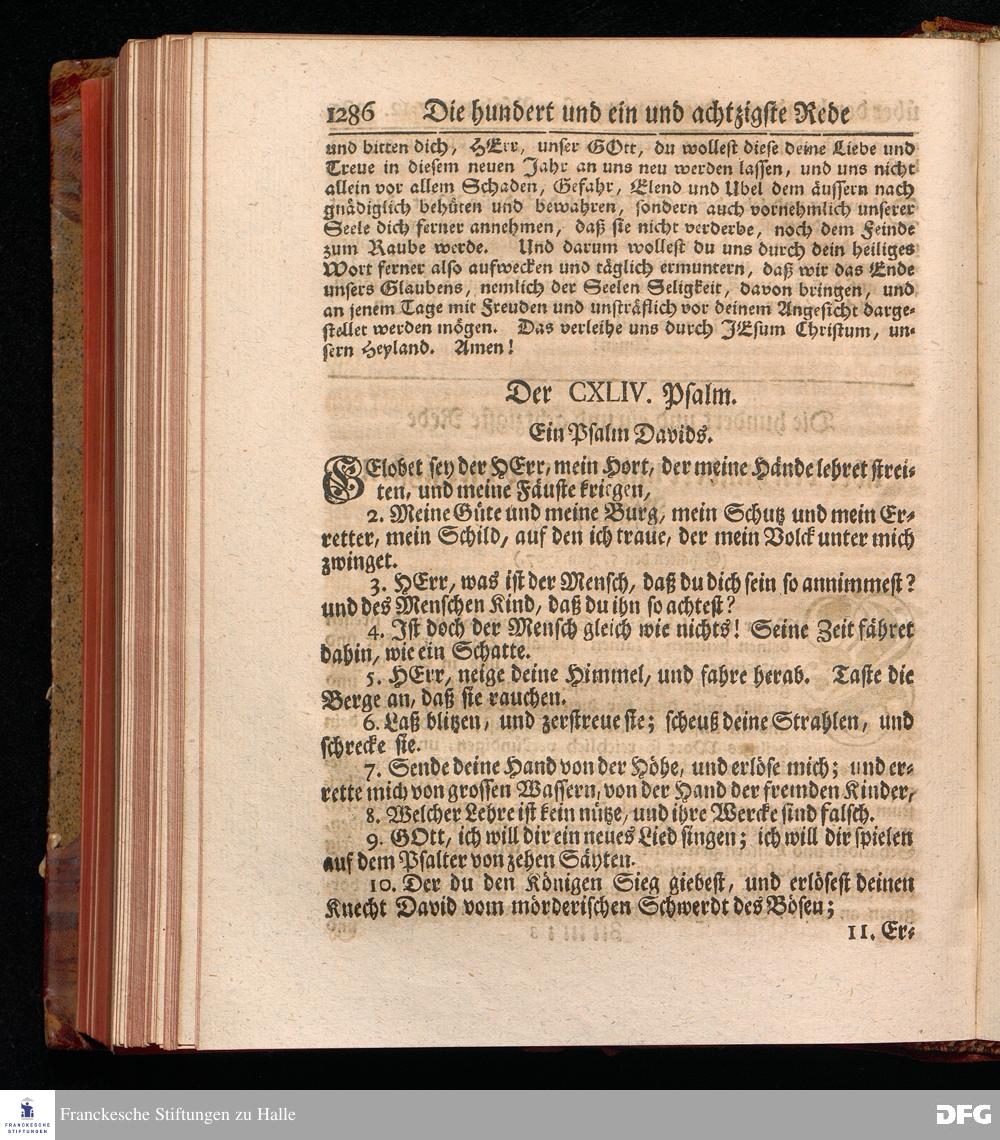 1286 Die hundert und ein und achtzigste Rede
und bitten dich, HErr, unser GOtt, du wollest diese deine Liebe und
Treue in diesem neuen Jahr an uns neu werden lassen, und uns nicht
allein vor allem Schaden, Gefahr, Elend und Ubel dem äussern nach
gnädiglich behüten und bewahren, sondern auch vornehmlich unserer
Seele dich ferner annehmen, daß sie nicht verderbe, noch dem Feinde
zum Raube werde. Und darum wollest du uns durch dein heiliges
Wort ferner also aufwecken und täglich ermuntern, daß wir das Ende
unsers Glaubens, nemlich der Seelen Seligkeit, davon bringen, und
an jenem Tage mit Freuden und unsträflich vor deinem Angesicht darge-
stellet werden mögen. Das verleihe uns durch JEsum Christum, un-
sern Heyland. Amen!
Der CXLIV. Psalm.
Ein Psalm Davids.
GElobet sey der HErr, mein Hort, der meine Hände lehret strei-
ten, und meine Fäuste kriegen,
2. Meine Güte und meine Burg, mein Schutz und mein Er-
retter, mein Schild, auf den ich traue, der mein Volck unter mich
zwinget.
3. HErr, was ist der Mensch, daß du dich sein so annimmest?
und des Menschen Kind, daß du ihn so achtest?
4. Ist doch der Mensch gleich wie nichts! Seine Zeit fähret
dahin, wie ein Schatte.
5. HErr, neige deine Himmel, und fahre herab. Taste die
Berge an, daß sie rauchen.
6. Laß blitzen, und zerstreue sie; scheuß deine Strahlen, und
schrecke sie.
7. Sende deine Hand von der Höhe, und erlöse mich; und er-
rette mich von grossen Wassern, von der Hand der fremden Kinder,
8. Welcher Lehre ist kein nütze, und ihre Wercke sind falsch.
9. GOtt, ich will dir ein neues Lied singen; ich will dir spielen
auf dem Psalter von zehen Säyten.
10. Der du den Königen Sieg giebest, und erlösest deinen
Knecht David vom mörderischen Schwerdt des Bösen;
11. Er-
FRANCKESCHE
STIFTUNGEN
Franckesche Stiftungen zu Halle
DFG